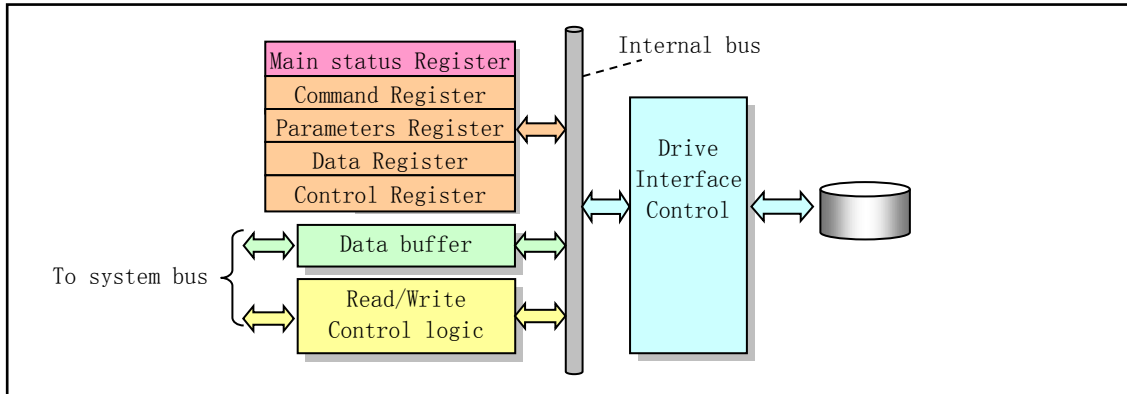 Main status Register
Command Register
Parameters Register
Data Register
Control Register
Internal bus
Drive
Interface
Control
To system bus
Data buffer
Read/Write
Control logic